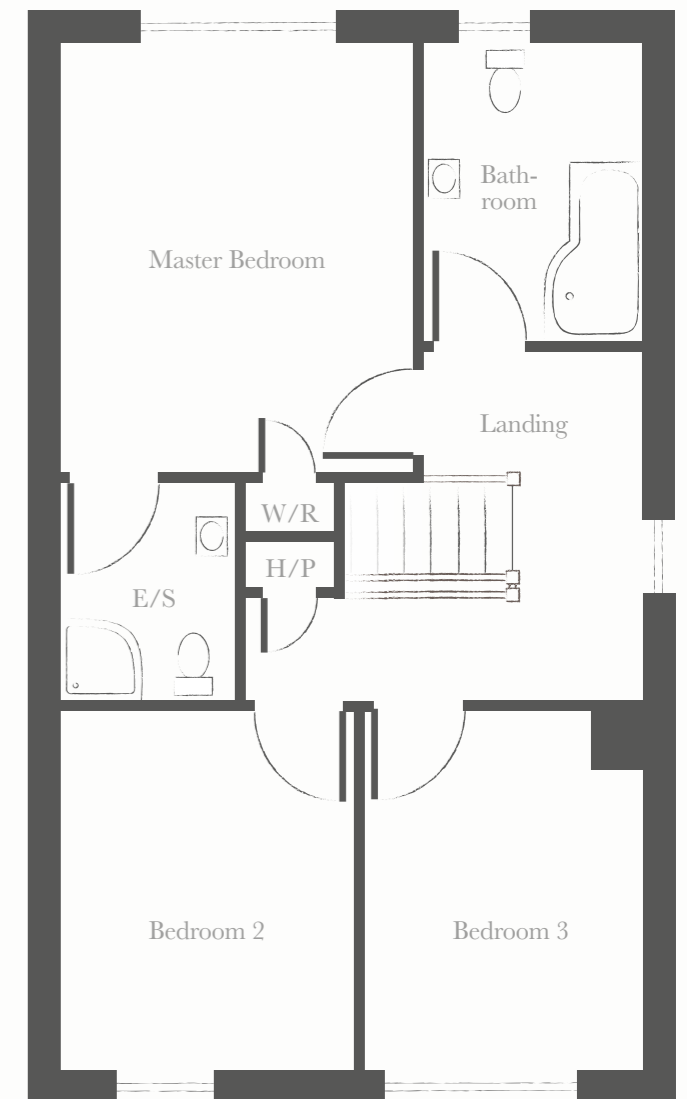 Bath-
room
Master Bedroom
Landing
W/R
H/P
E/S
Bedroom 2
Bedroom 3